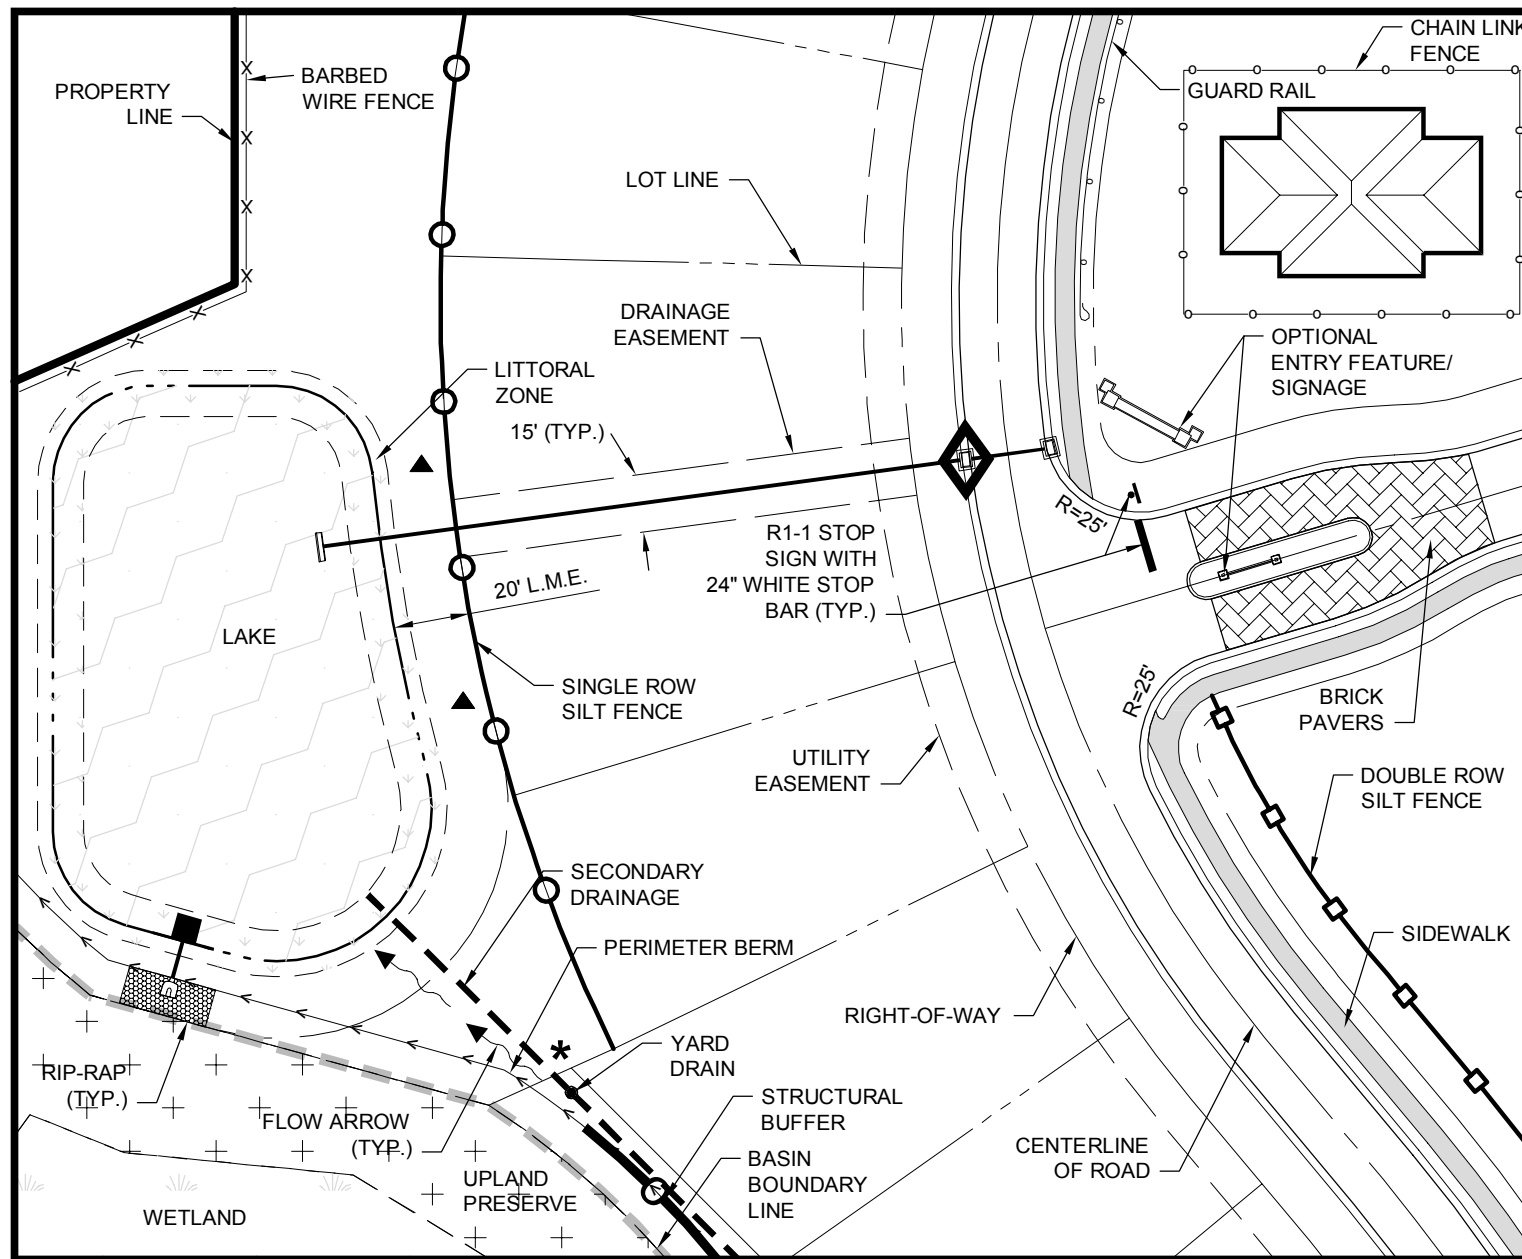 CHAIN LINK
FENCE
BARBED
WIRE FENCE
PROPERTY
LINE
GUARD RAIL
LOT LINE
DRAINAGE
EASEMENT
OPTIONAL
ENTRY FEATURE/
SIGNAGE
LITTORAL
ZONE
15' (TYP.)
R=25'
R1-1 STOP
SIGN WITH
24" WHITE STOP
BAR (TYP.)
20' L.M.E.
LAKE
SINGLE ROW
SILT FENCE
R=25'
BRICK
PAVERS
UTILITY
EASEMENT
DOUBLE ROW
SILT FENCE
SECONDARY
DRAINAGE
PERIMETER BERM
SIDEWALK
RIGHT-OF-WAY
*
YARD
DRAIN
RIP-RAP
(TYP.)
FLOW ARROW
(TYP.)
STRUCTURAL
BUFFER
CENTERLINE
OF ROAD
BASIN
BOUNDARY
LINE
UPLAND
PRESERVE
WETLAND